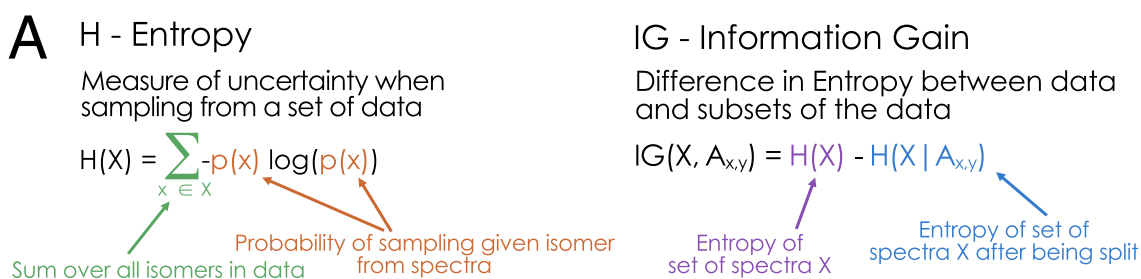 A
H - Entropy
Measure of uncertainty when
sampling from a set of data
H(X) = ∑ -p(x) log(p(x))
x ∈ X
Sum over all isomers in data
Probability of sampling given isomer
from spectra
IG - Information Gain
Difference in Entropy between data
and subsets of the data
IG(X, Aₓ,ᵧ) = H(X) - H(X | Aₓ,ᵧ)
Entropy of
set of spectra X
Entropy of set of
spectra X after being split